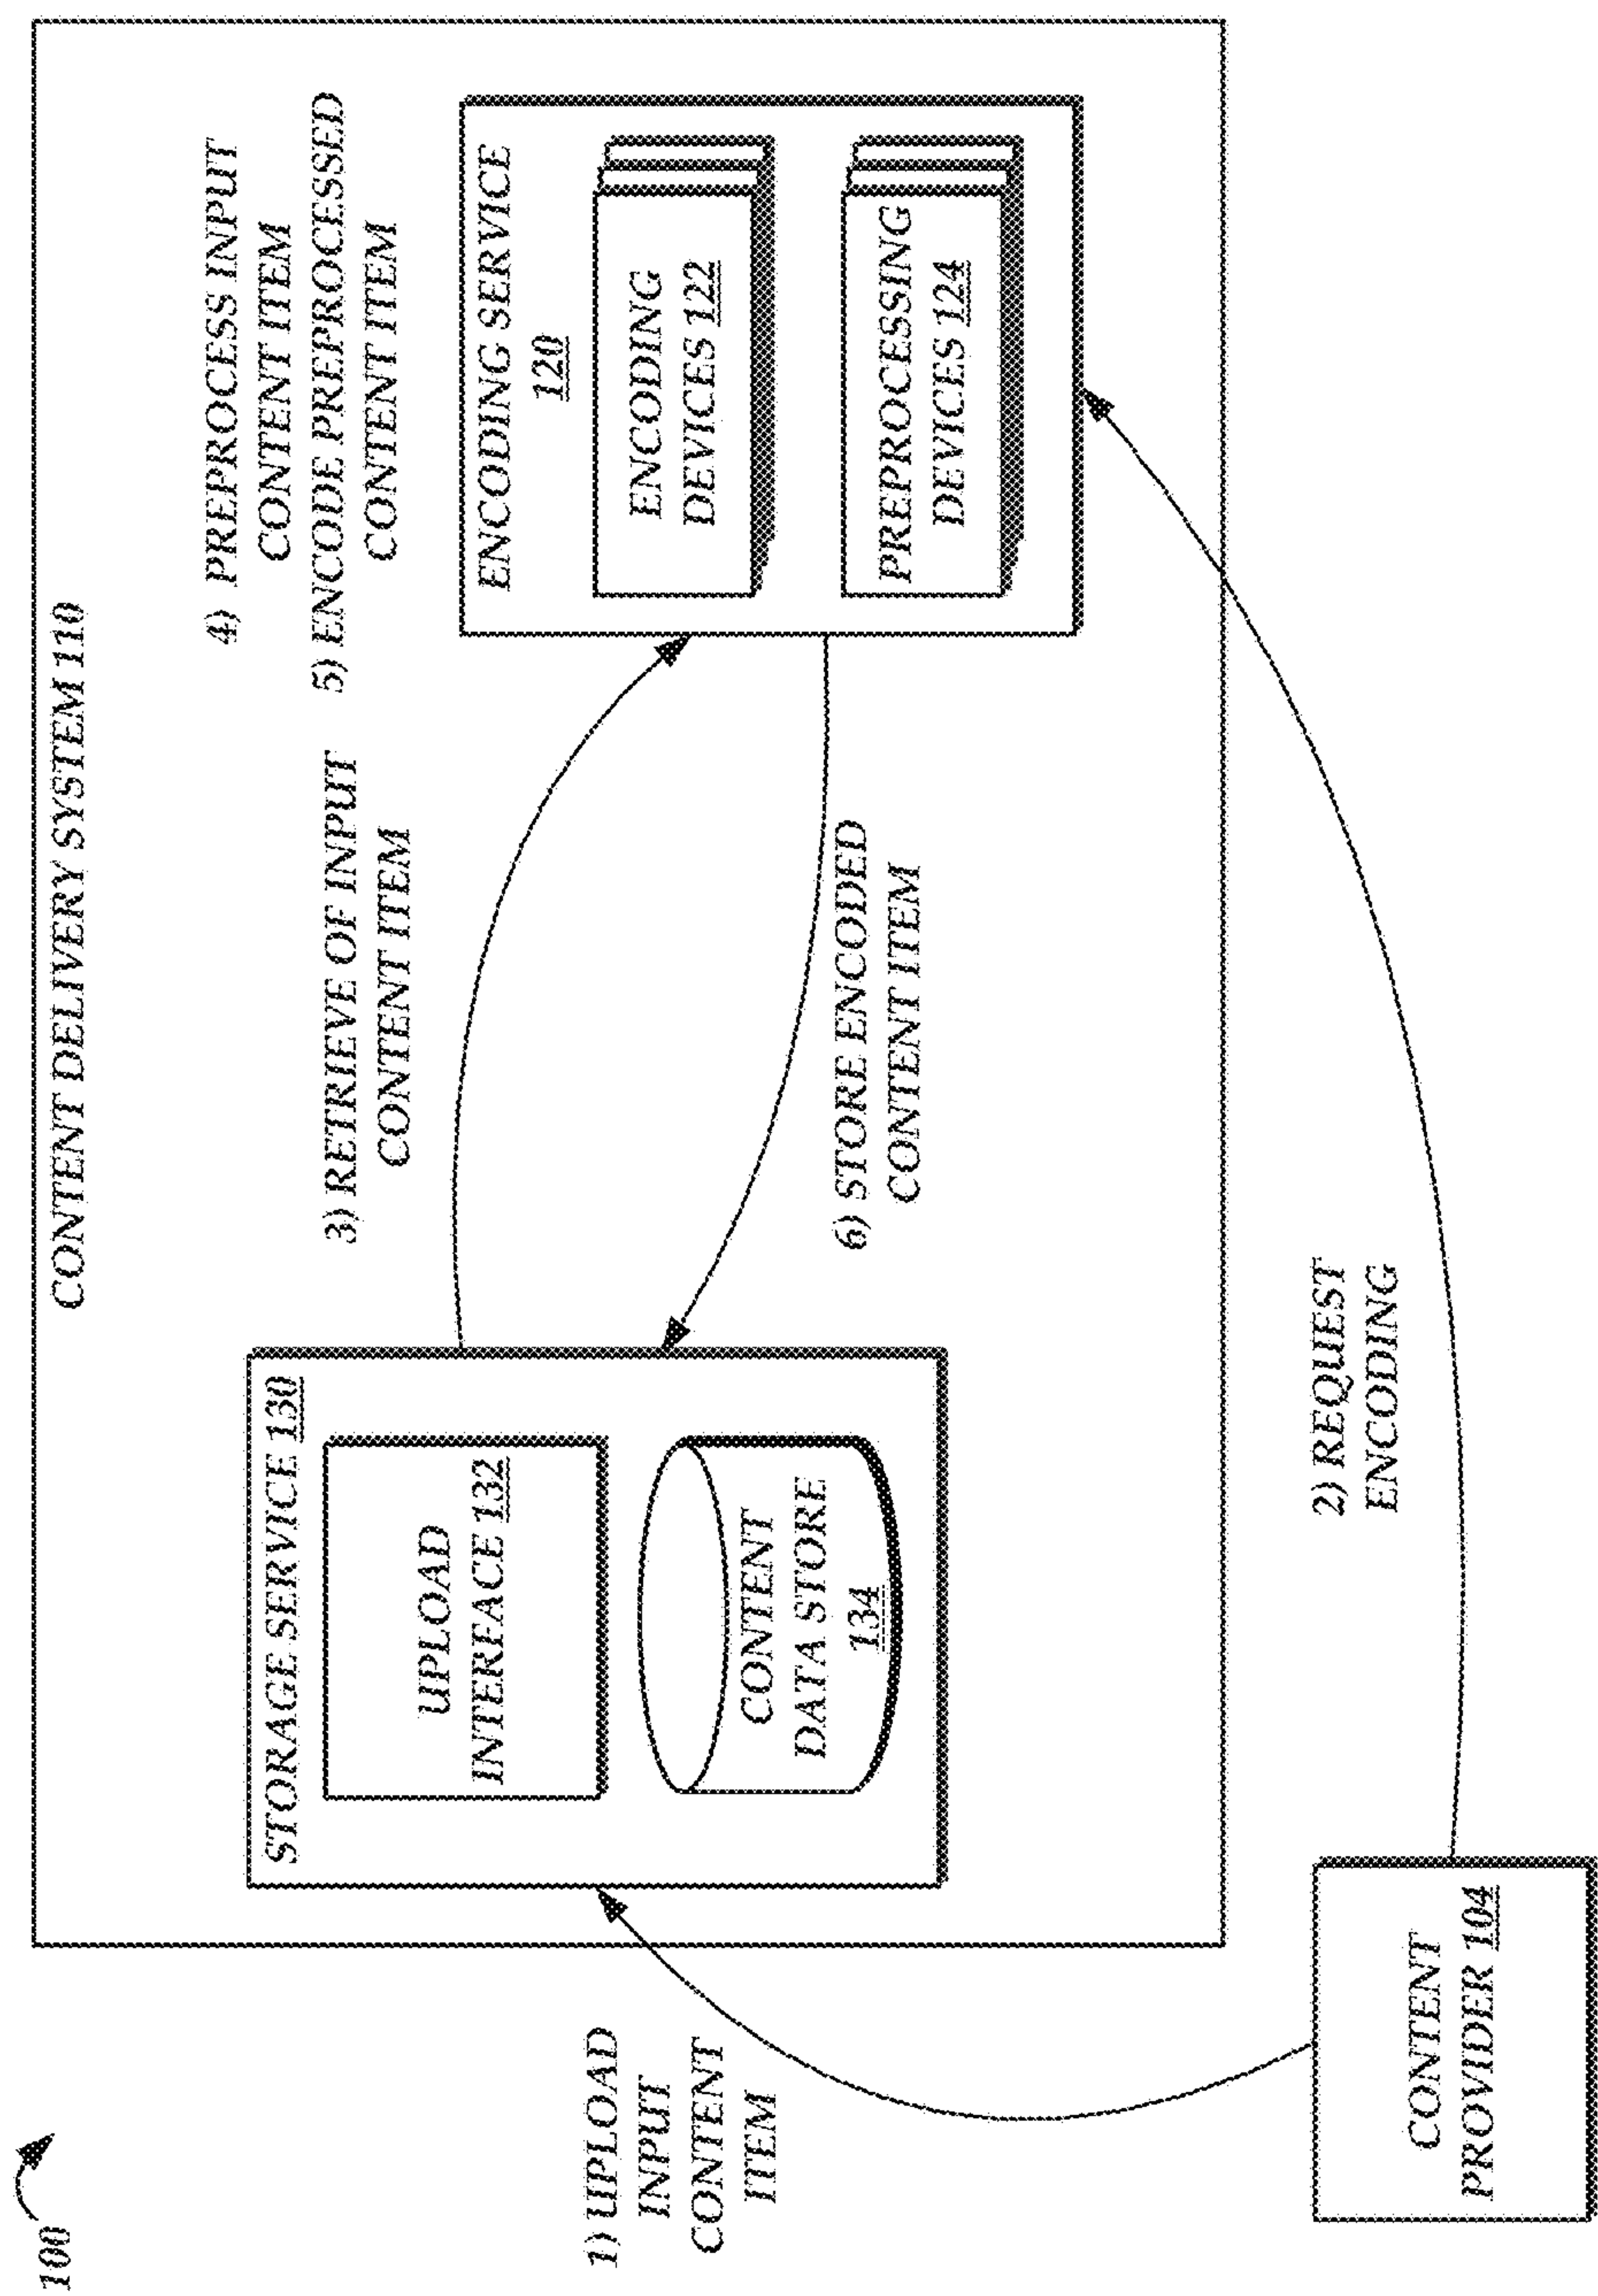 100
CONTENT DELIVERY SYSTEM 110
STORAGE SERVICE 130
UPLOAD
INTERFACE 132
CONTENT
DATA STORE
134
3) RETRIEVE OF INPUT
CONTENT ITEM
4) PREPROCESS INPUT
CONTENT ITEM
5) ENCODE PREPROCESSED
CONTENT ITEM
ENCODING SERVICE
120
ENCODING
DEVICES 122
PREPROCESSING
DEVICES 124
6) STORE ENCODED
CONTENT ITEM
1) UPLOAD
INPUT
CONTENT
ITEM
2) REQUEST
ENCODING
CONTENT
PROVIDER 104